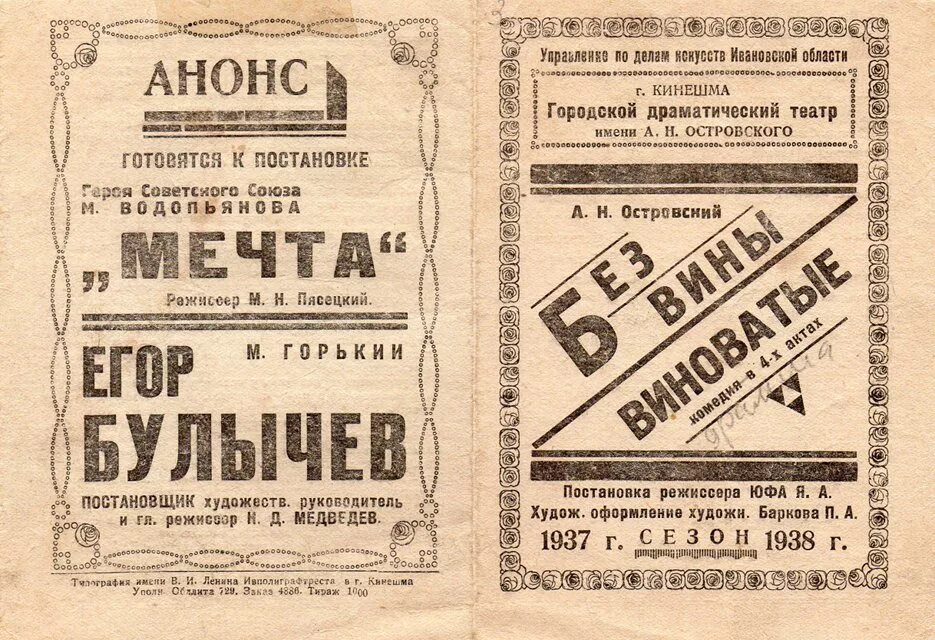 АНОНС
ГОТОВЯТСЯ К ПОСТАНОВКЕ
Героя Советского Союза
М. ВОДОПЬЯНОВА
„МЕЧТА“
Режиссер М. Н. Пясецкий.
М. ГОРЬКИЙ
ЕГОР
БУЛЫЧЕВ
ПОСТАНОВЩИК художеств. руководитель
и гл. режиссер Н. Д. МЕДВЕДЕВ.
Типография имени В. И. Ленина Ивполиграфтреста в г. Кинешма
Уполн. Обллита 729. Заказ 4886. Тираж 1000
Управление по делам искусств Ивановской области
г. КИНЕШМА
Городской драматический театр
имени А. Н. ОСТРОВСКОГО
А. Н. Островский
БЕЗ
ВИНЫ
ВИНОВАТЫЕ
комедия в 4-х актах
драма
Постановка режиссера ЮФА Я. А.
Худож. оформление художн. Баркова П. А.
1937 г. СЕЗОН 1938 г.